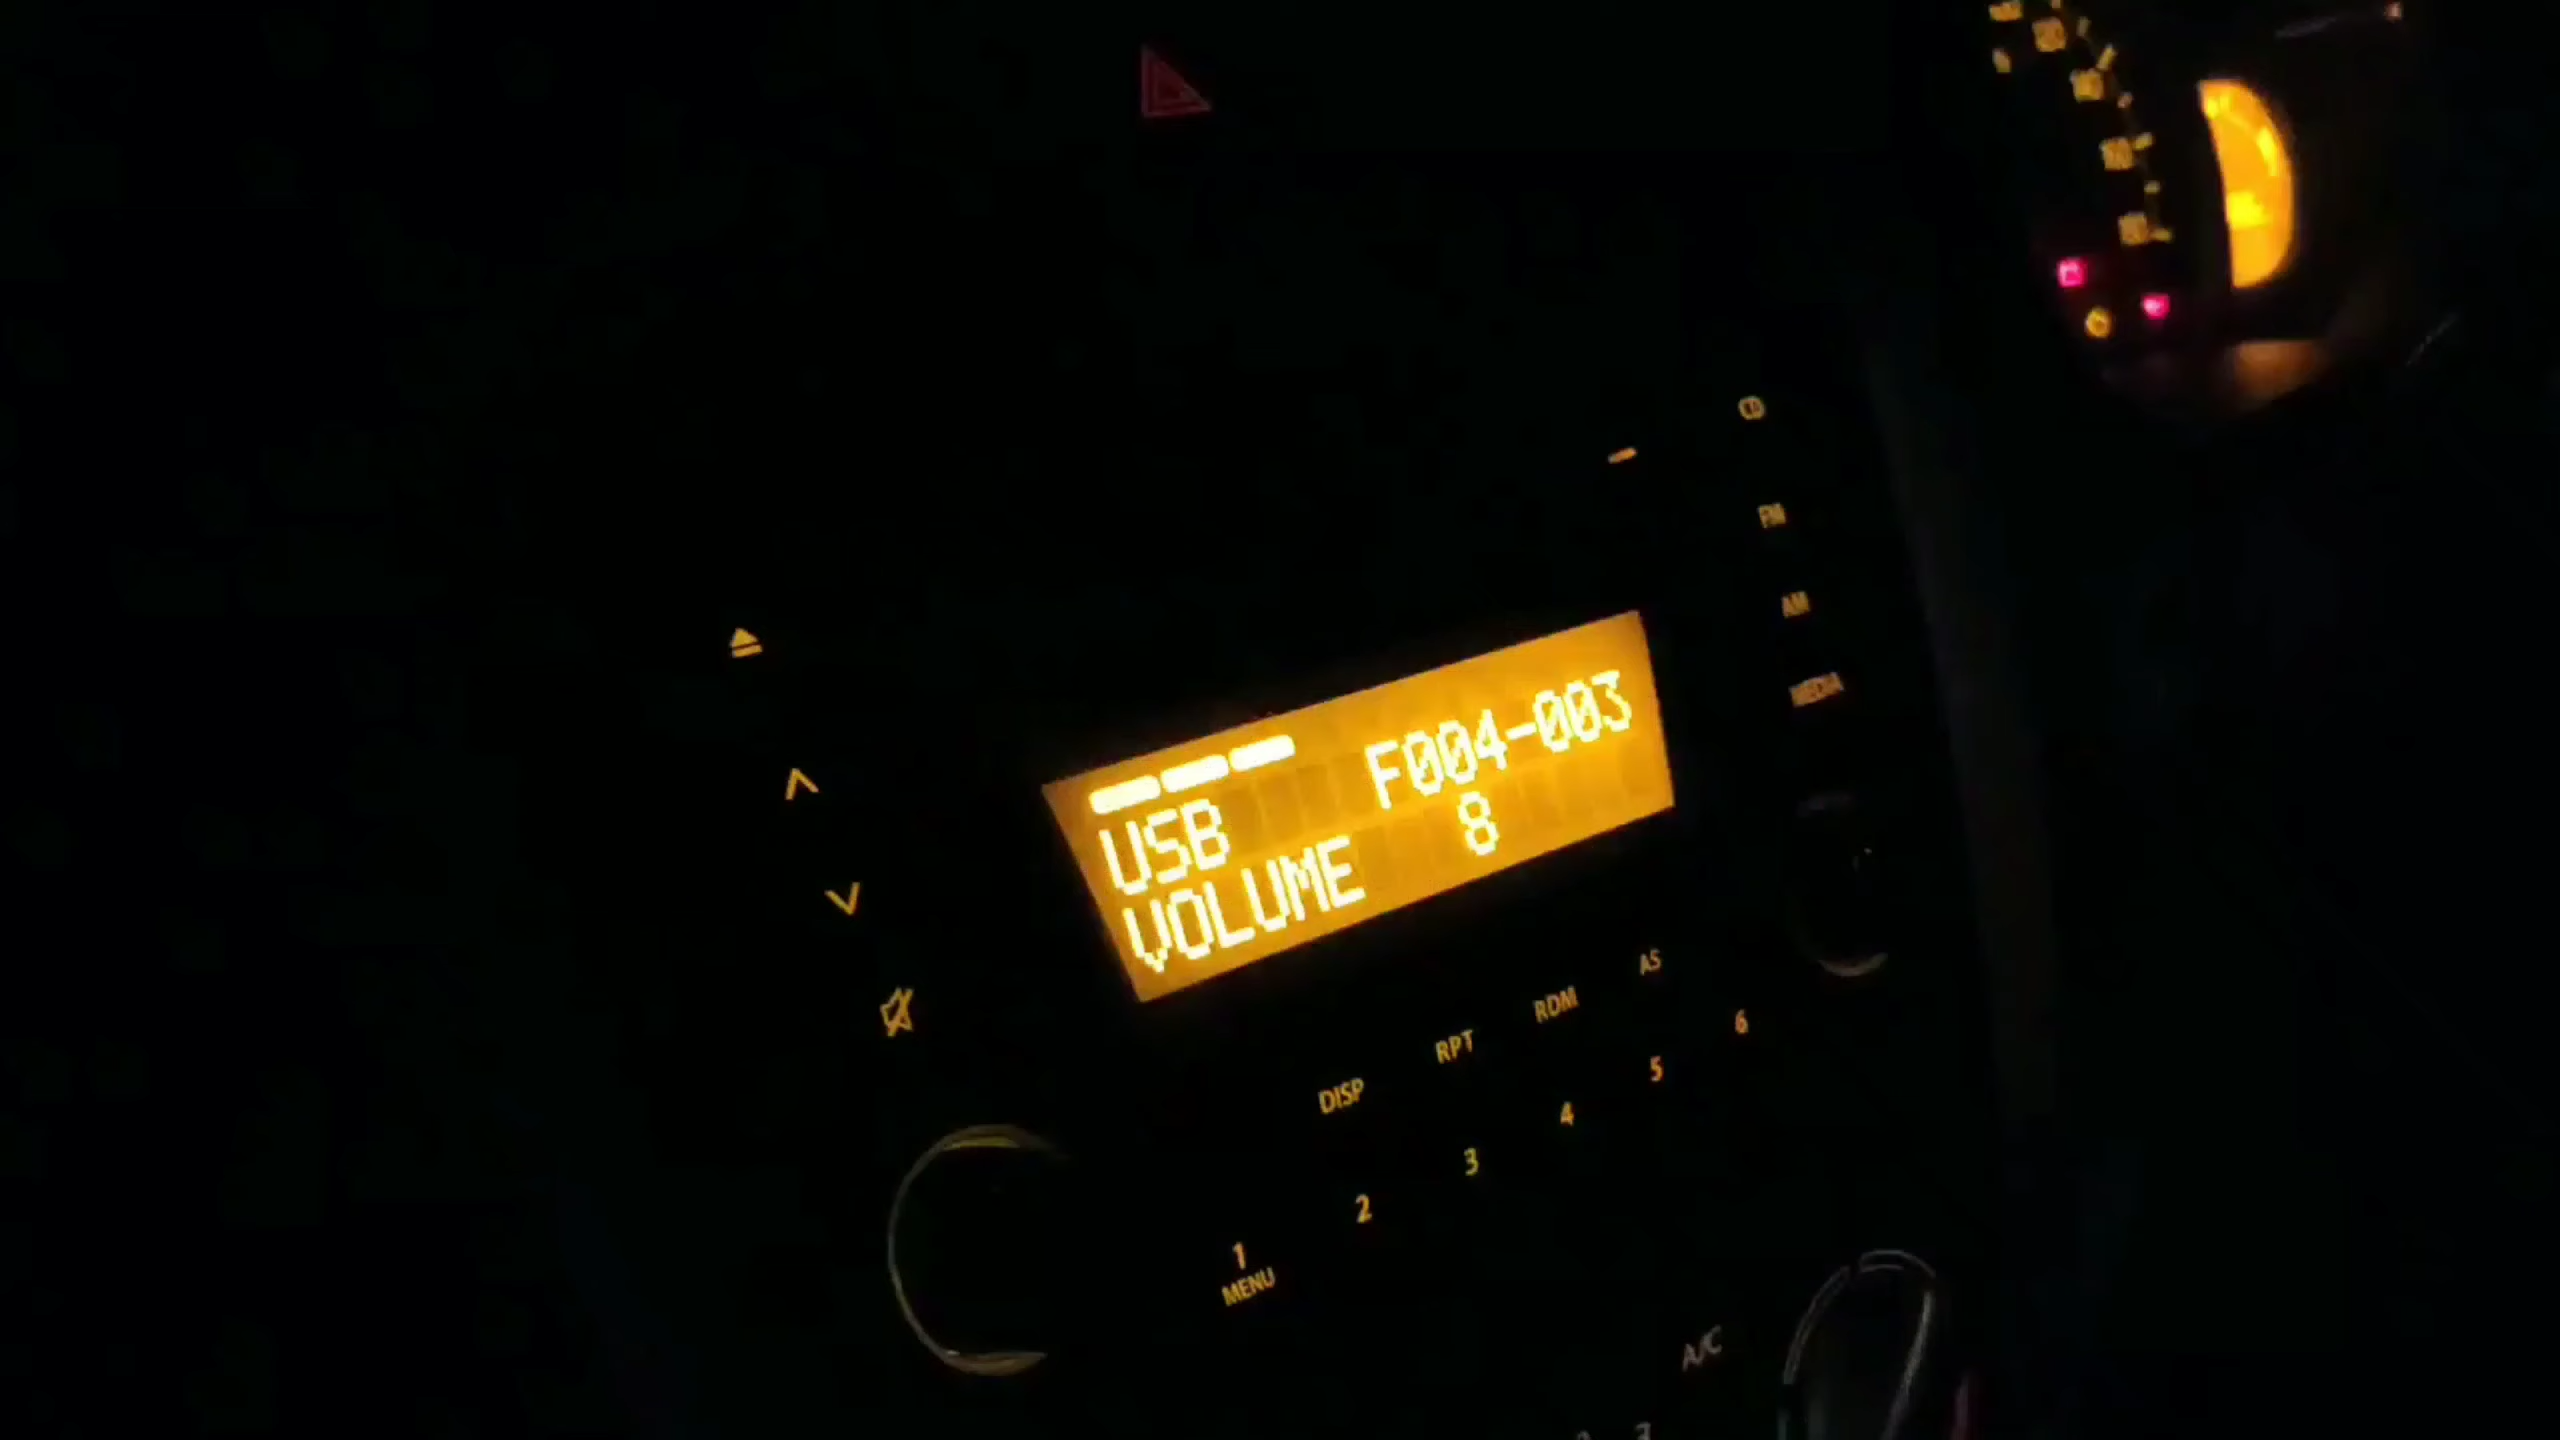 CD
FM
AM
MEDIA
USB F004-003
VOLUME 8
AS
RDM
RPT
DISP
6
5
4
3
2
1
MENU
A/C